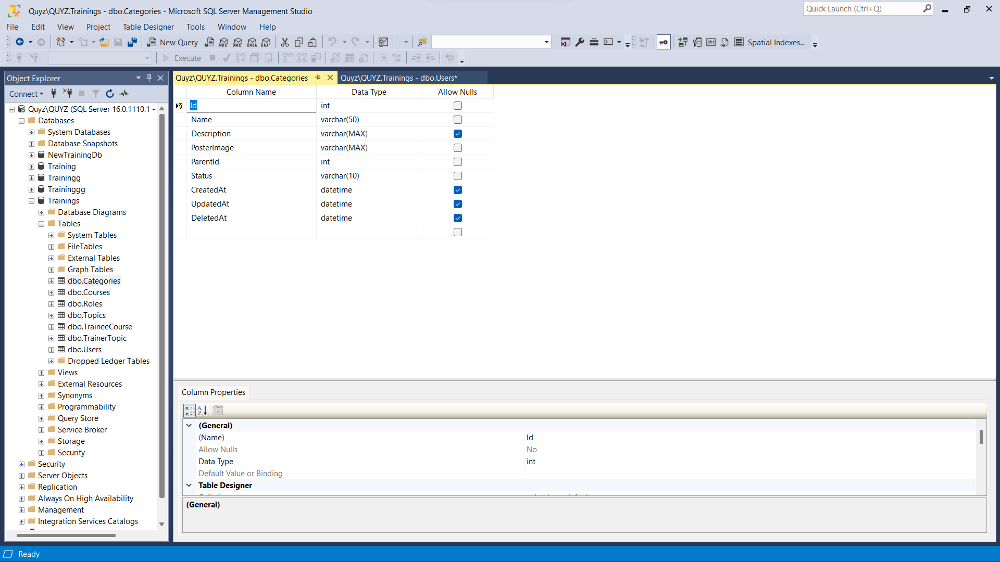 Quyz\QUYZ.Trainings - dbo.Categories - Microsoft SQL Server Management Studio
Quick Launch (Ctrl+Q)
File Edit View Project Table Designer Tools Window Help
New Query MDX DMX XMLA DAX abc Spatial Indexes...
Execute
Object Explorer
Quyz\QUYZ.Trainings - dbo.Categories
Quyz\QUYZ.Trainings - dbo.Users*
Connect
Quyz\QUYZ (SQL Server 16.0.1110.1 -
Databases
System Databases
Database Snapshots
NewTrainingDb
Training
Trainingg
Traininggg
Trainings
Database Diagrams
Tables
System Tables
FileTables
External Tables
Graph Tables
dbo.Categories
dbo.Courses
dbo.Roles
dbo.Topics
dbo.TraineeCourse
dbo.TrainerTopic
dbo.Users
Dropped Ledger Tables
Views
External Resources
Synonyms
Programmability
Query Store
Service Broker
Storage
Security
Security
Server Objects
Replication
Always On High Availability
Management
Integration Services Catalogs
Column Name Data Type Allow Nulls
Id int
Name varchar(50)
Description varchar(MAX)
PosterImage varchar(MAX)
ParentId int
Status varchar(10)
CreatedAt datetime
UpdatedAt datetime
DeletedAt datetime
Column Properties
(General)
(Name) Id
Allow Nulls No
Data Type int
Default Value or Binding
Table Designer
(General)
Ready